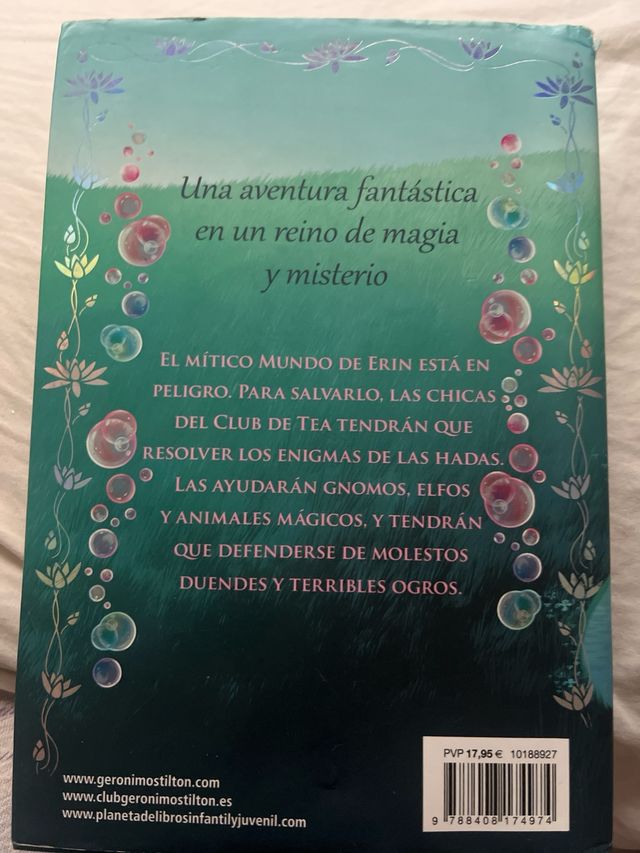 Una aventura fantástica
en un reino de magia
y misterio
El mítico Mundo de Erin está en
peligro. Para salvarlo, las chicas
del Club de Tea tendrán que
resolver los enigmas de las hadas.
Las ayudarán gnomos, elfos
y animales mágicos, y tendrán
que defenderse de molestos
duendes y terribles ogros.
www.geronimostilton.com
www.clubgeronimostilton.es
www.planetadelibrosinfantilyjuvenil.com
PVP 17,95 € 10188927
9 788408 174974